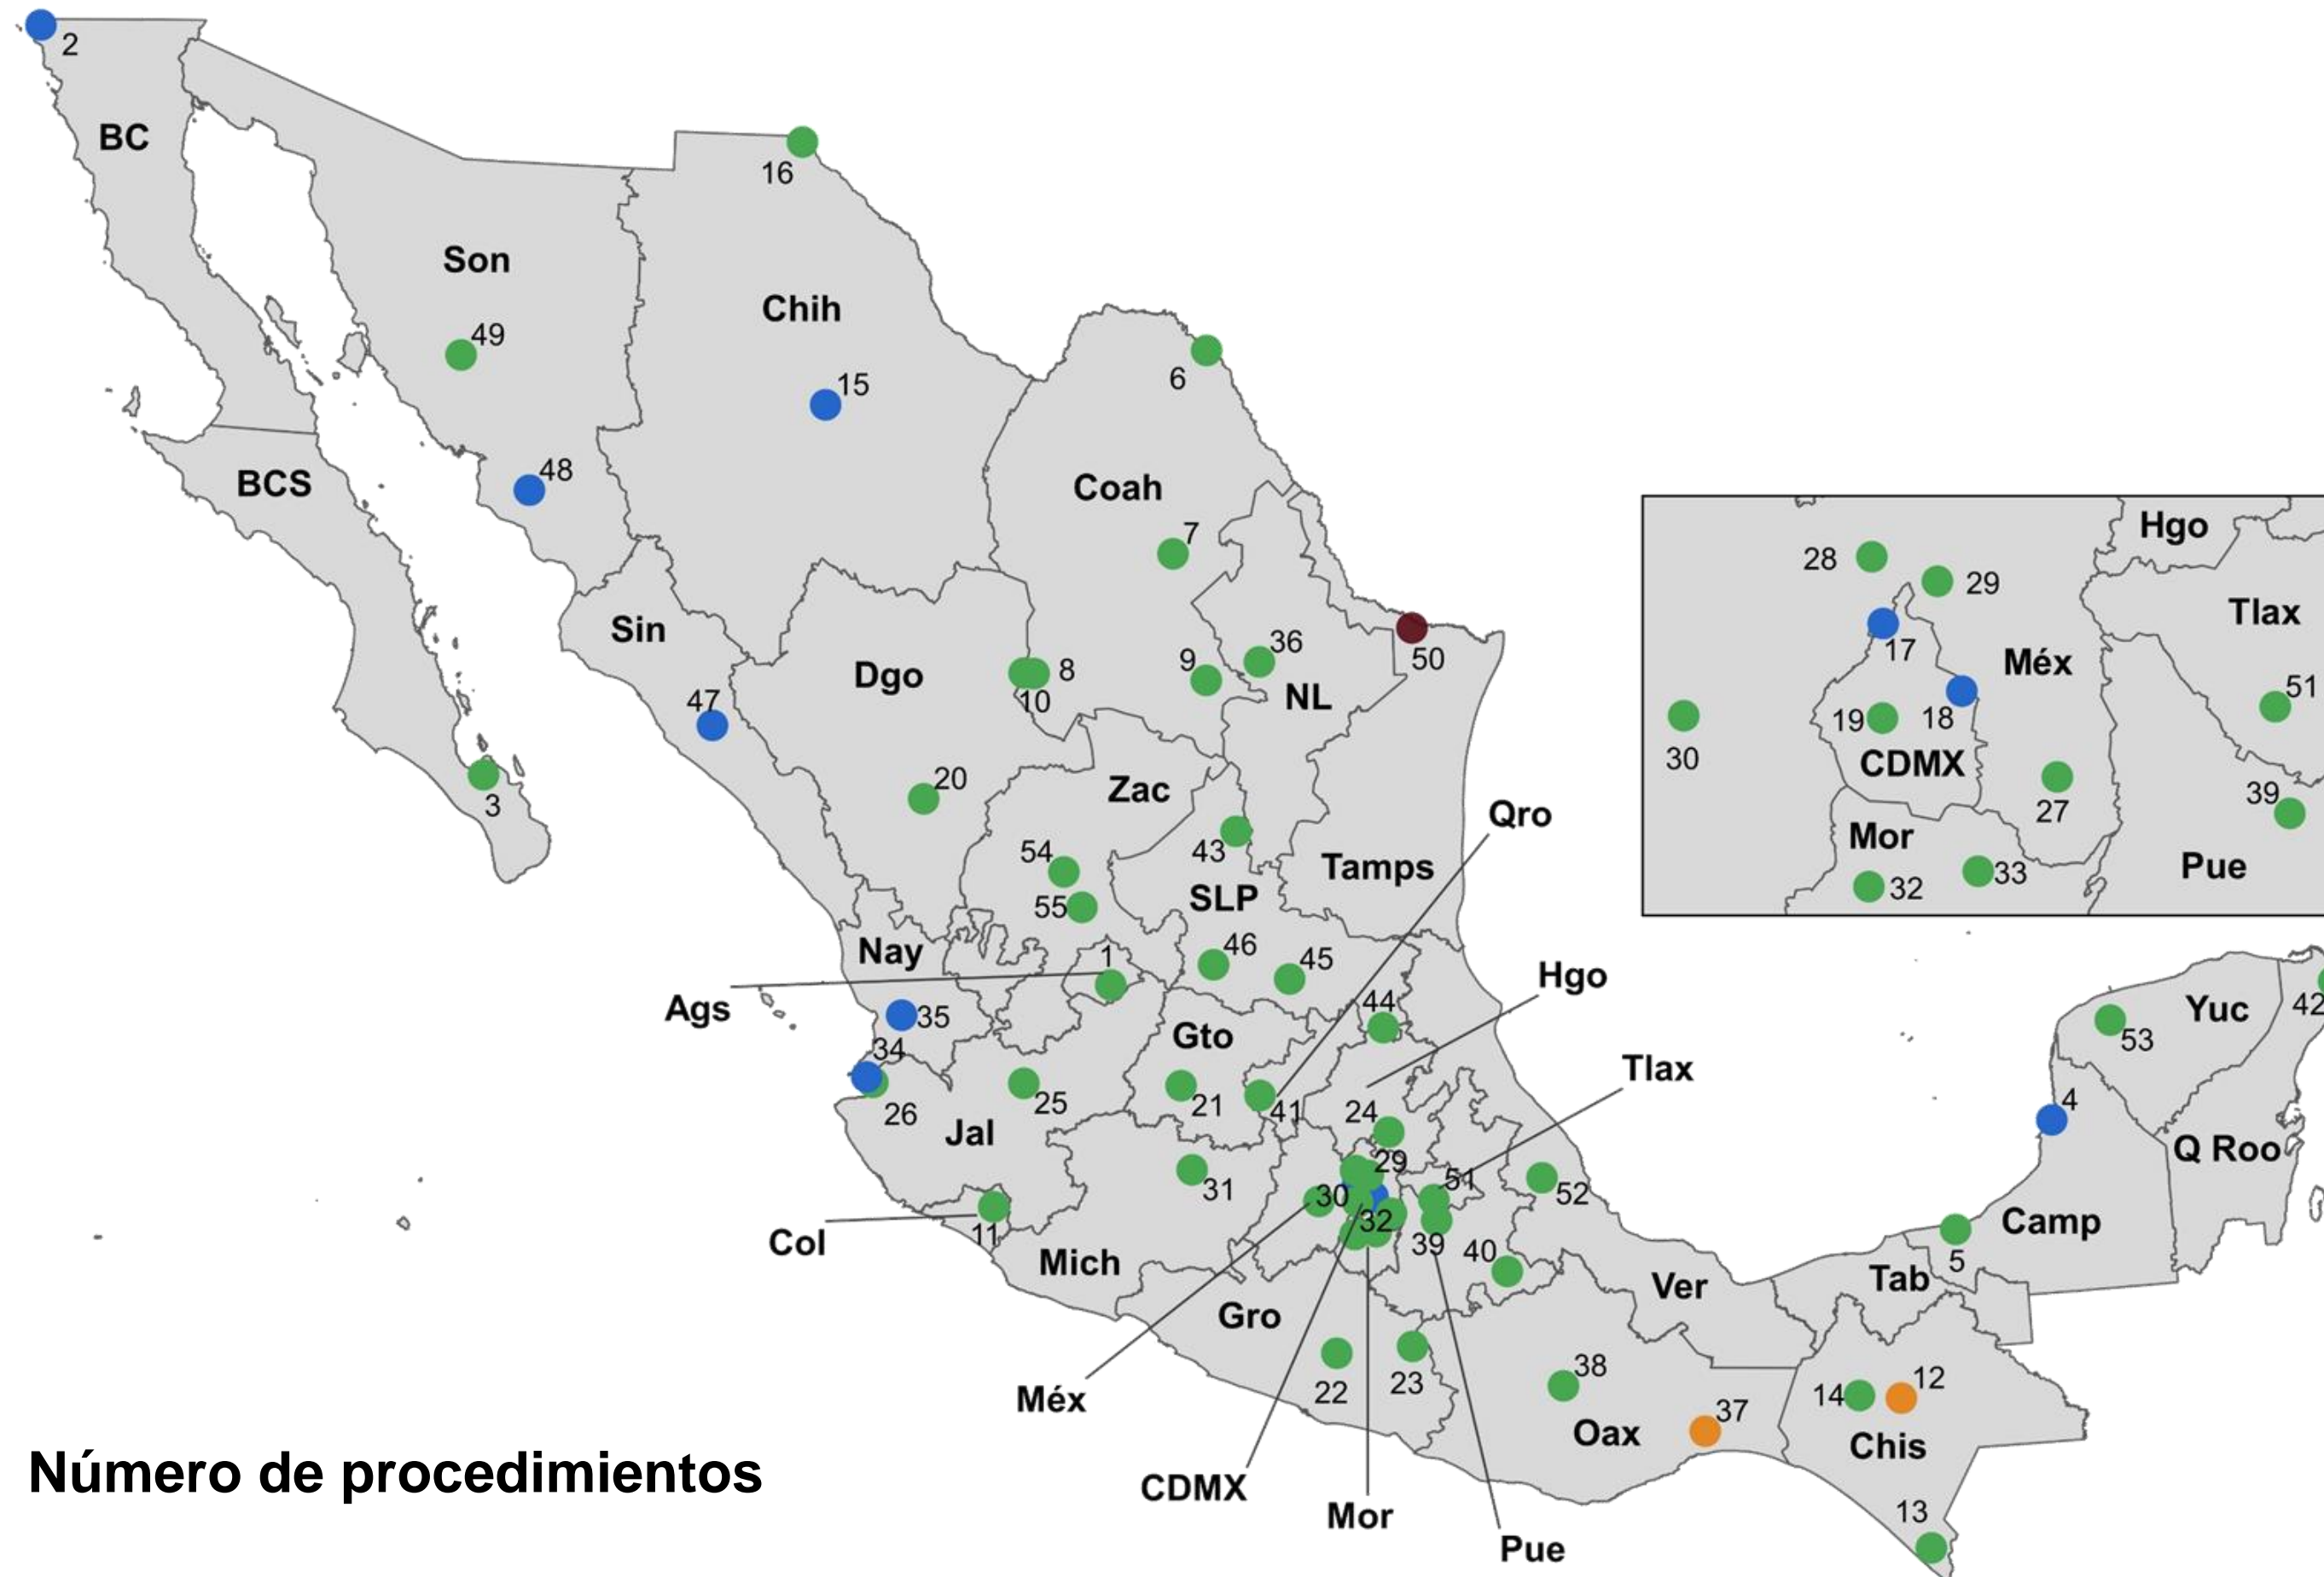 2
BC
16
Son
Chih
49
6
15
48
BCS
Coah
7
Hgo
28
29
Tlax
17
Méx
51
30
19
18
CDMX
39
27
Mor
33
32
Pue
Sin
36
50
9
8
10
NL
Dgo
47
3
20
Zac
Qro
54
43
Tamps
55
SLP
Nay
1
46
45
Hgo
Ags
35
44
Gto
Yuc
42
53
34
Tlax
4
26
25
21
41
24
Jal
Q Roo
29
51
31
30
52
32
Col
11
39
40
Camp
5
Mich
Ver
Tab
Gro
22
23
38
12
14
37
Méx
Oax
Chis
Número de procedimientos
CDMX
Mor
13
Pue